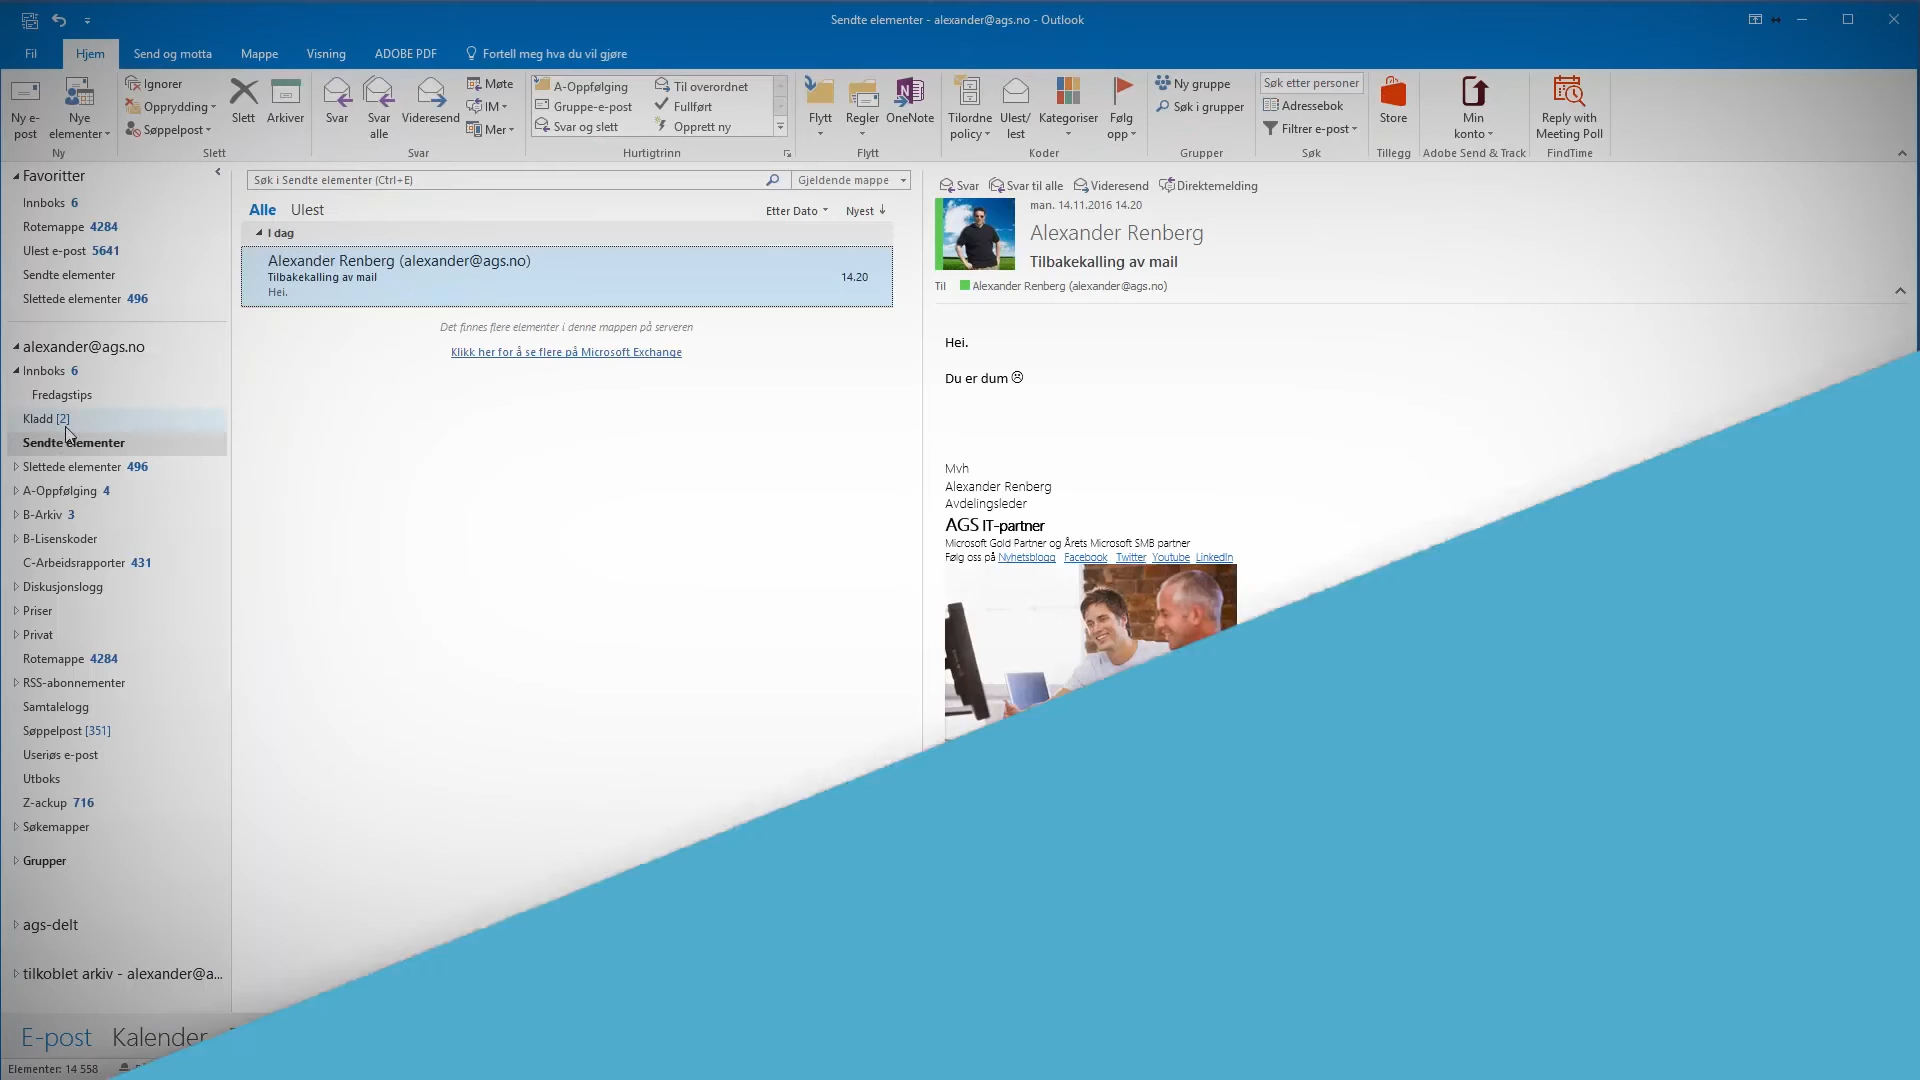 Sendte elementer - alexander@ags.no - Outlook
Fil Hjem Send og motta Mappe Visning ADOBE PDF Fortell meg hva du vil gjøre
Ny e-post
Nye elementer
Ny
Ignorer
Opprydding
Søppelpost
Slett
Arkiver
Slett
Svar
Svar alle
Videresend
Møte
IM
Mer
Svar
A-Oppfølging
Gruppe-e-post
Svar og slett
Til overordnet
Fullført
Opprett ny
Hurtigtrinn
Flytt
Regler
OneNote
Flytt
Tilordne policy
Ulest/lest
Kategoriser
Følg opp
Koder
Ny gruppe
Søk i grupper
Grupper
Søk etter personer
Adressebok
Filtrer e-post
Søk
Store
Tillegg
Min konto
Adobe Send & Track
Reply with Meeting Poll
FindTime
Favoritter
Innboks 6
Rotemappe 4284
Ulest e-post 5641
Sendte elementer
Slettede elementer 496
alexander@ags.no
Innboks 6
Fredagstips
Kladd [2]
Sendte elementer
Slettede elementer 496
A-Oppfølging 4
B-Arkiv 3
B-Lisenskoder
C-Arbeidsrapporter 431
Diskusjonslogg
Priser
Privat
Rotemappe 4284
RSS-abonnementer
Samtalelogg
Søppelpost [351]
Useriøs e-post
Utboks
Z-ackup 716
Søkemapper
Grupper
ags-delt
tilkoblet arkiv - alexander@a...
E-post Kalender
Elementer: 14 558
Søk i Sendte elementer (Ctrl+E) Gjeldende mappe
Alle Ulest Etter Dato Nyest
I dag
Alexander Renberg (alexander@ags.no)
Tilbakekalling av mail 14.20
Hei.
Det finnes flere elementer i denne mappen på serveren
Klikk her for å se flere på Microsoft Exchange
Svar Svar til alle Videresend Direktemelding
man. 14.11.2016 14.20
Alexander Renberg
Tilbakekalling av mail
Til Alexander Renberg (alexander@ags.no)
Hei.
Du er dum ☹
Mvh
Alexander Renberg
Avdelingsleder
AGS IT-partner
Microsoft Gold Partner og Årets Microsoft SMB partner
Følg oss på Nyhetsblogg Facebook Twitter Youtube LinkedIn